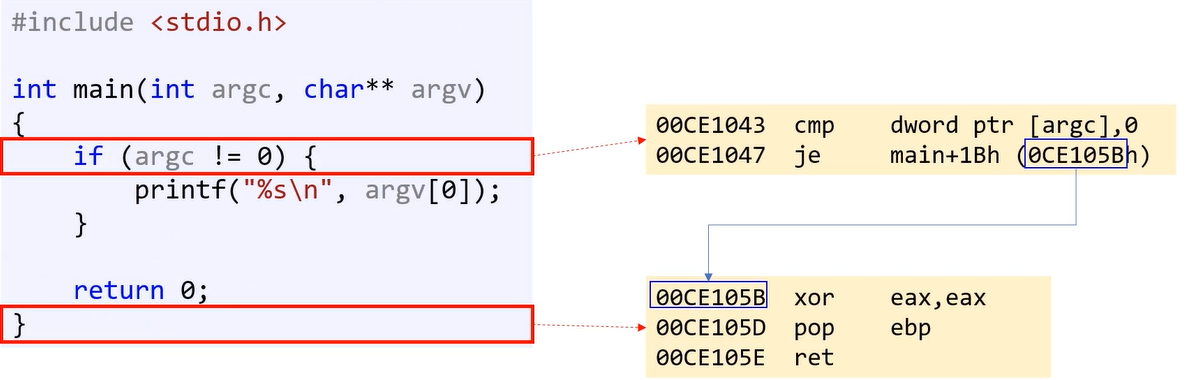 #include <stdio.h>
int main(int argc, char** argv)
{
if (argc != 0) {
printf("%s\n", argv[0]);
}
return 0;
}
00CE1043 cmp dword ptr [argc],0
00CE1047 je main+1Bh (0CE105Bh)
00CE105B xor eax,eax
00CE105D pop ebp
00CE105E ret